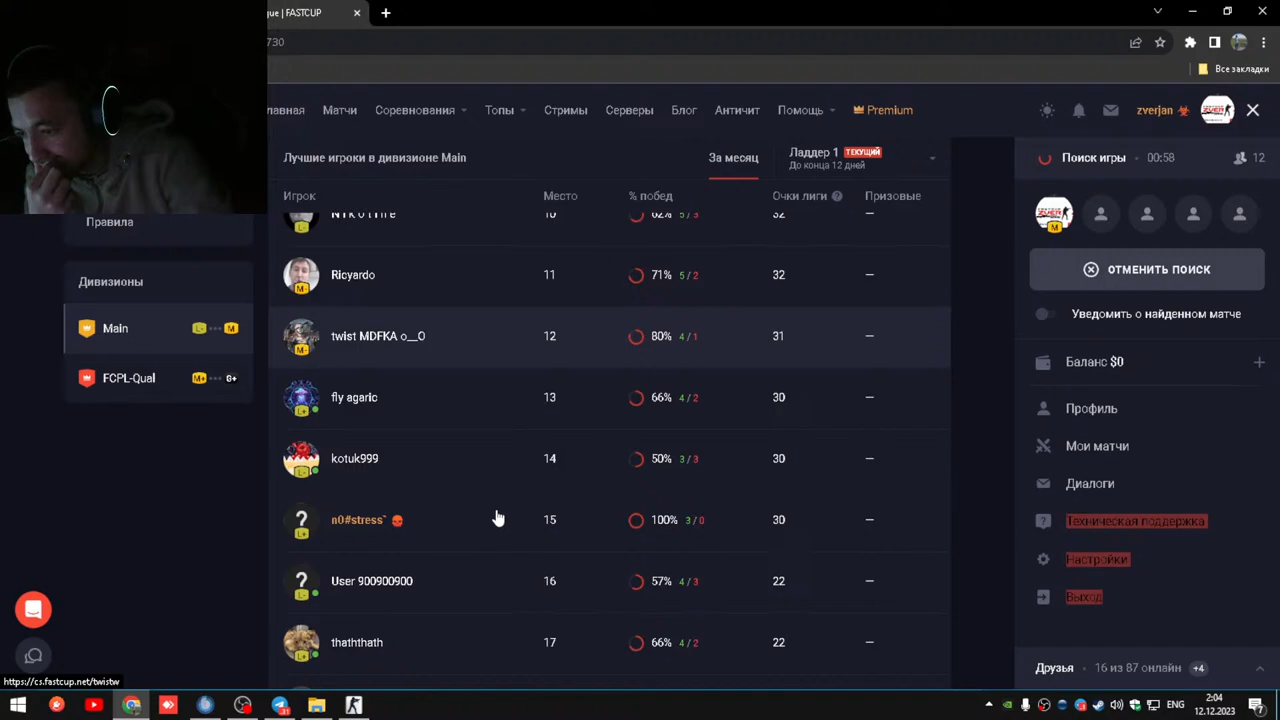 gue | FASTCUP
730
Все закладки
лавная Матчи Соревнования Топы Стримы Серверы Блог Античит Помощь Premium zverjan
Лучшие игроки в дивизионе Main За месяц Ладдер 1 ТЕКУЩИЙ
До конца 12 дней
Поиск игры 00:58 12
Игрок Место % побед Очки лиги ? Призовые
Правила
62% 5 / 3 32
M
ОТМЕНИТЬ ПОИСК
Ricyardo 11 71% 5 / 2 32 —
M-
Дивизионы
Уведомить о найденном матче
Main L- M
twist MDFKA o__O 12 80% 4 / 1 31 —
M-
Баланс $0
FCPL-Qual M+ G+
fly agaric 13 66% 4 / 2 30 —
L+
Профиль
Мои матчи
kotuk999 14 50% 3 / 3 30 —
L-
Диалоги
n0#stress` 15 100% 3 / 0 30 —
L+
Техническая поддержка
Настройки
User 900900900 16 57% 4 / 3 22 —
L-
Выход
thaththath 17 66% 4 / 2 22 —
L+
Друзья 16 из 87 онлайн +4
https://cs.fastcup.net/twistw
31
ENG
2:04
12.12.2023